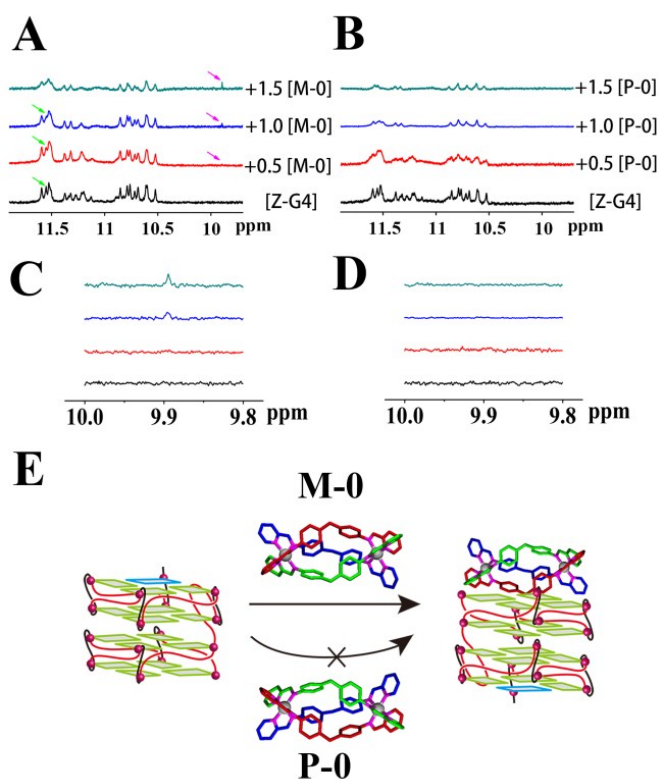 A
+1.5 [M-0]
+1.0 [M-0]
+0.5 [M-0]
[Z-G4]
11.5 11 10.5 10 ppm
B
+1.5 [P-0]
+1.0 [P-0]
+0.5 [P-0]
[Z-G4]
11.5 11 10.5 10 ppm
C
10.0 9.9 9.8 ppm
D
10.0 9.9 9.8 ppm
E
M-0
P-0